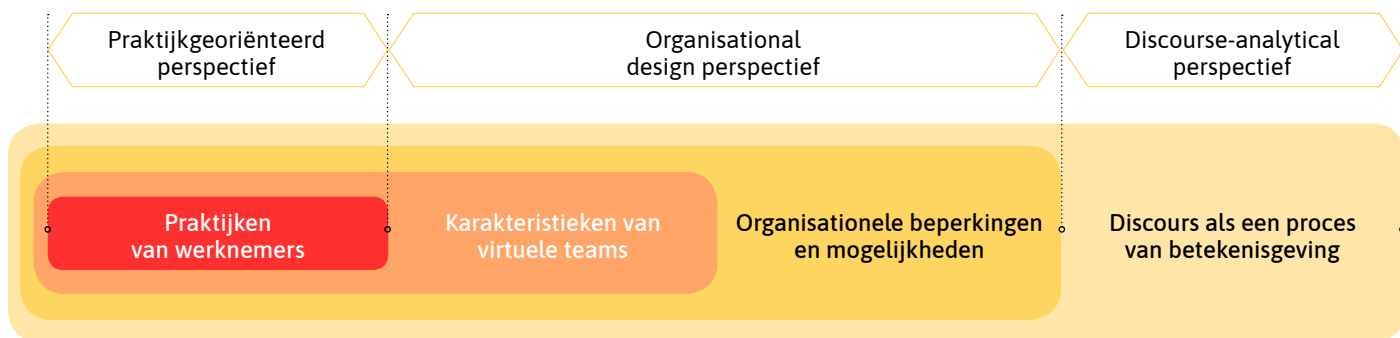 Praktijkgeoriënteerd
perspectief
Organisational
design perspectief
Discourse-analytical
perspectief
Praktijken
van werknemers
Karakteristieken van
virtuele teams
Organisationele beperkingen
en mogelijkheden
Discours als een proces
van betekenisgeving